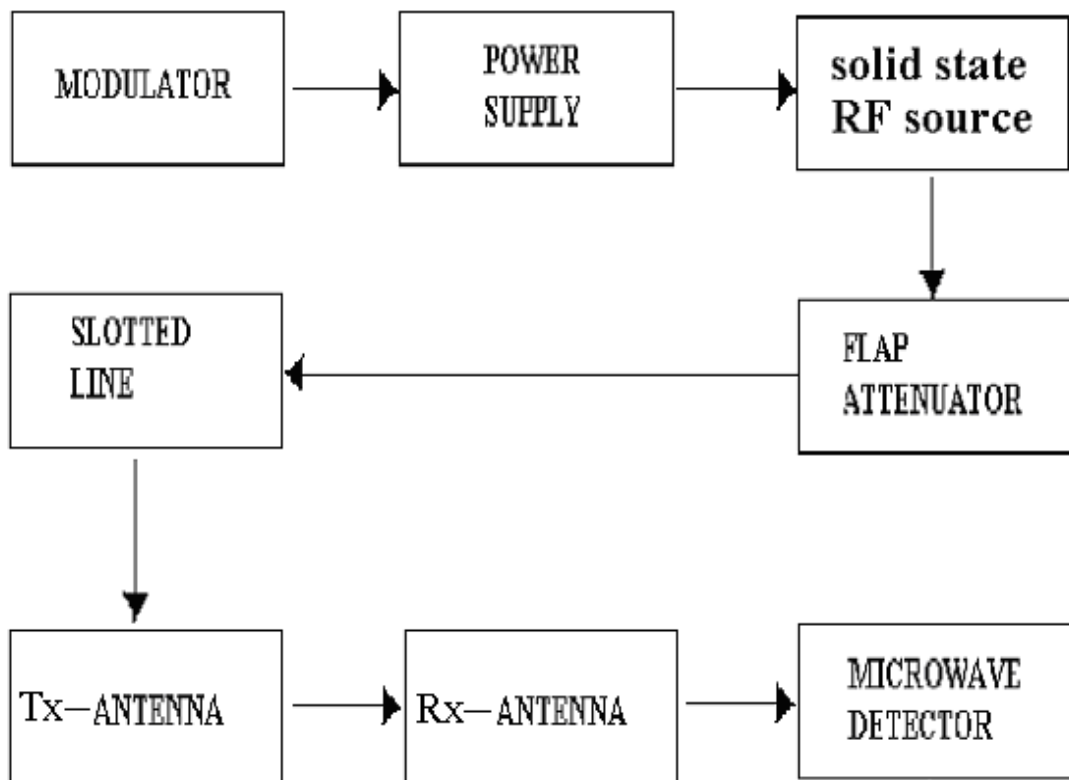 MODULATOR
POWER
SUPPLY
solid state
RF source
SLOTTED
LINE
FLAP
ATTENUATOR
Tx-ANTENNA
Rx-ANTENNA
MICROWAVE
DETECTOR